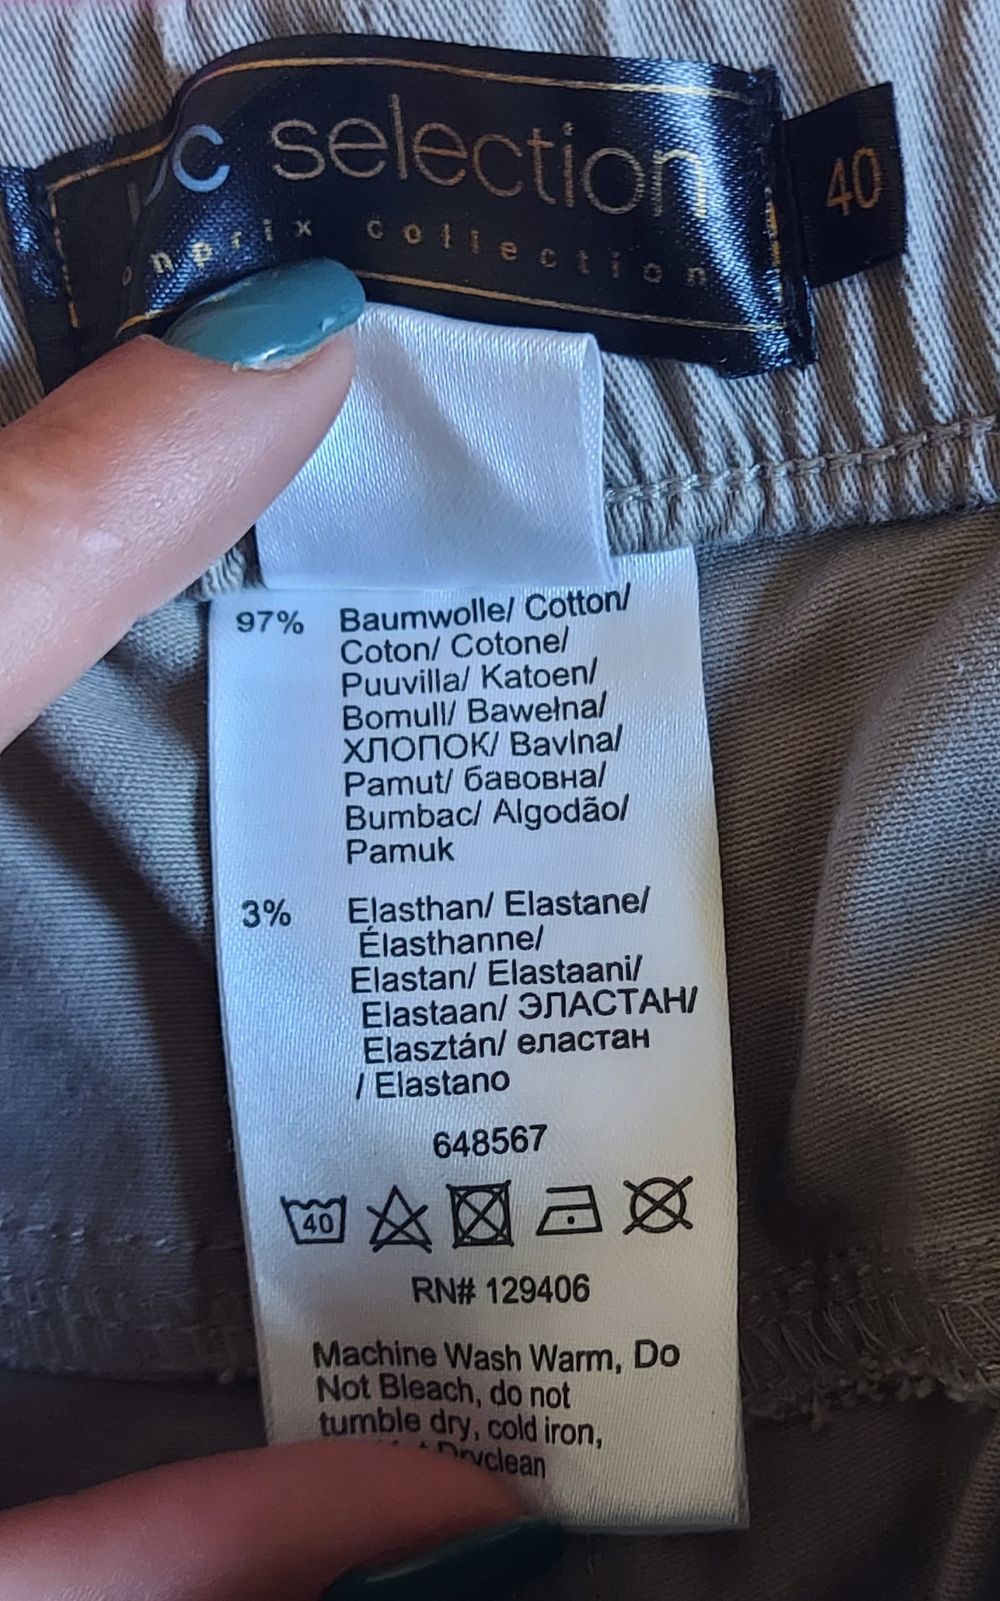 selection
collection
40
97% Baumwolle/ Cotton/
Coton/ Cotone/
Puuvilla/ Katoen/
Bomull/ Bawełna/
ХЛОПОК/ Bavlna/
Pamut/ бавовна/
Bumbac/ Algodão/
Pamuk
3% Elasthan/ Elastane/
Élasthanne/
Elastan/ Elastaani/
Elastaan/ ЭЛАСТАН/
Elasztán/ еластан
/ Elastano
648567
40
RN# 129406
Machine Wash Warm, Do
Not Bleach, do not
tumble dry, cold iron,
Dryclean